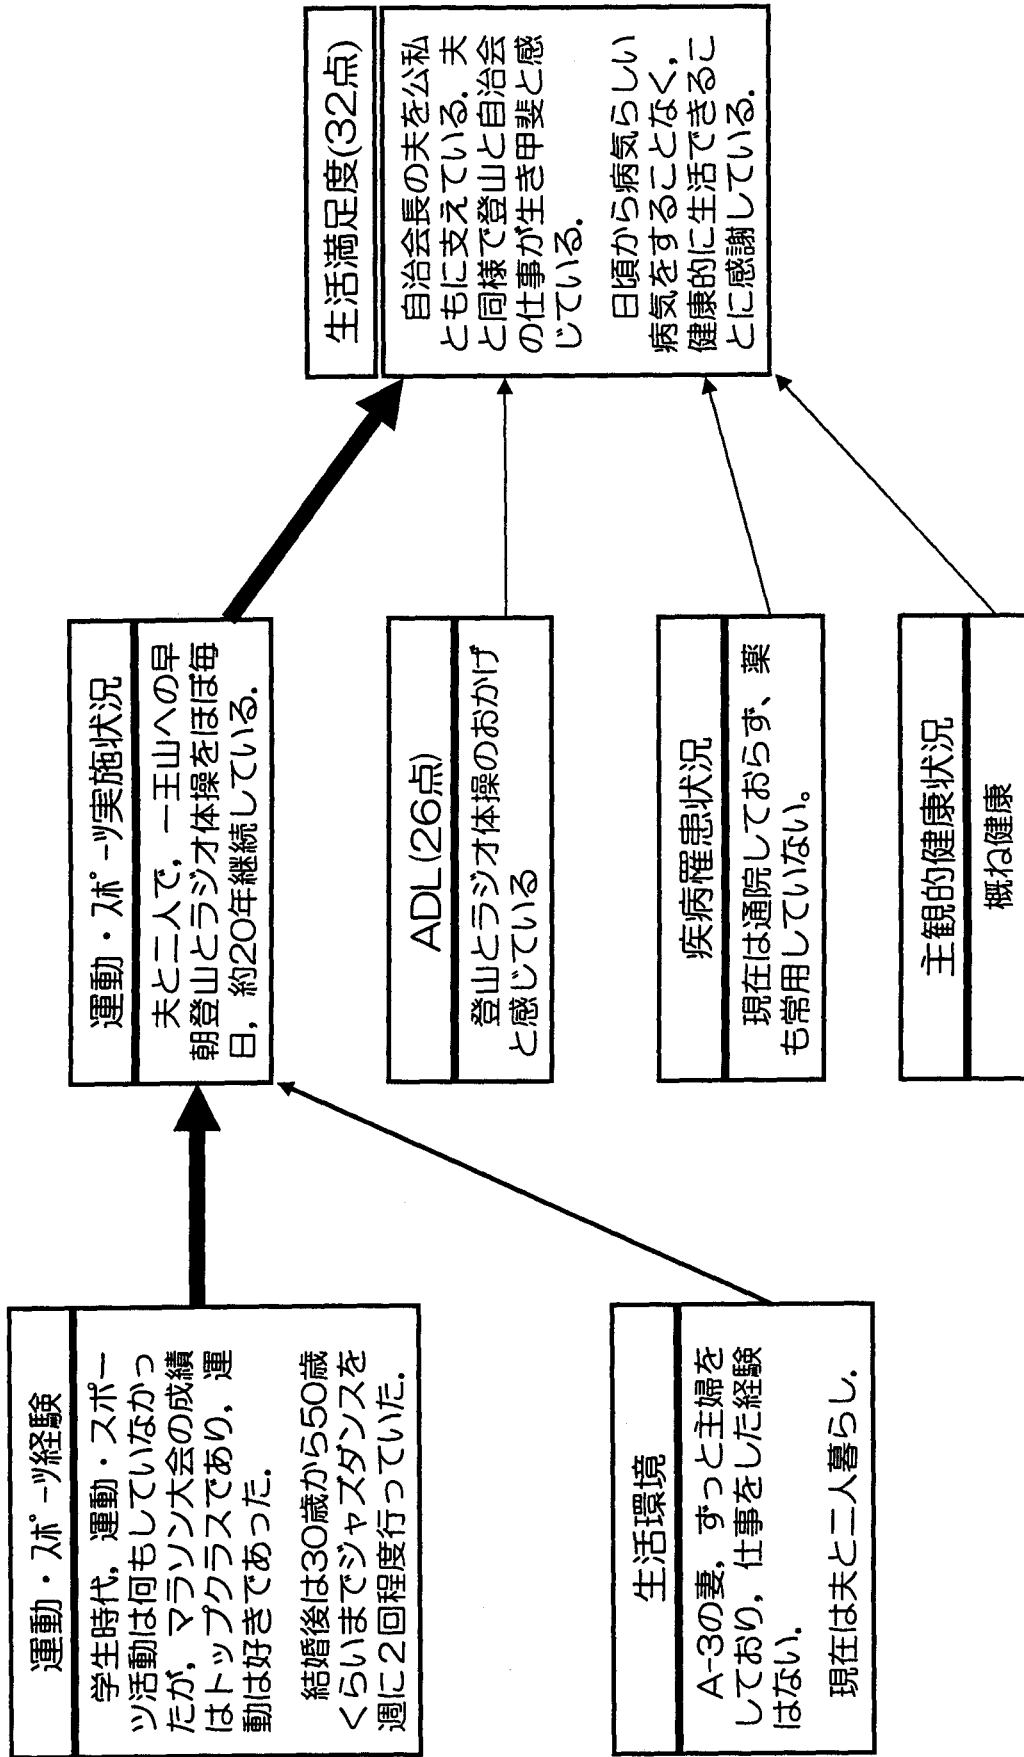 運動・スポーツ経験
学生時代，運動・スポー
ツ活動は何もしていなかっ
たが，マラソン大会の成績
はトップクラスであり，運
動は好きであった．
結婚後は30歳から50歳
くらいまでジャズダンスを
週に2回程度行っていた．
生活環境
A-3の妻，ずっと主婦を
しており，仕事をした経験
はない．
現在は夫と二人暮らし．
運動・スポーツ実施状況
夫と二人で，一王山への早
朝登山とラジオ体操をほぼ毎
日，約20年継続している．
ADL(26点)
登山とラジオ体操のおかげ
と感じている
疾病罹患状況
現在は通院しておらず、薬
も常用していない。
主観的健康状況
概ね健康
生活満足度(32点)
自治会長の夫を公私
ともに支えている．夫
と同様で登山と自治会
の仕事が生き甲斐と感
じている．
日頃から病気らしい
病気をすることなく，
健康的に生活できるこ
とに感謝している．